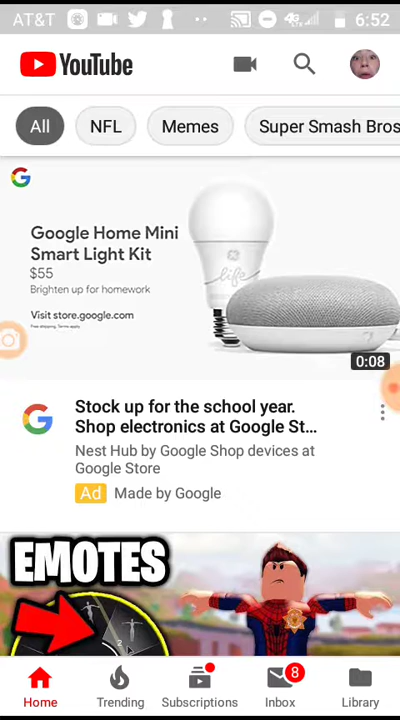 AT&T 4G 6:52
YouTube
All NFL Memes Super Smash Bros
Google Home Mini
Smart Light Kit
$55
Brighten up for homework
Visit store.google.com
Free shipping. Terms apply.
life
0:08
Stock up for the school year.
Shop electronics at Google St...
Nest Hub by Google Shop devices at
Google Store
Ad Made by Google
EMOTES
2
8
Home Trending Subscriptions Inbox Library